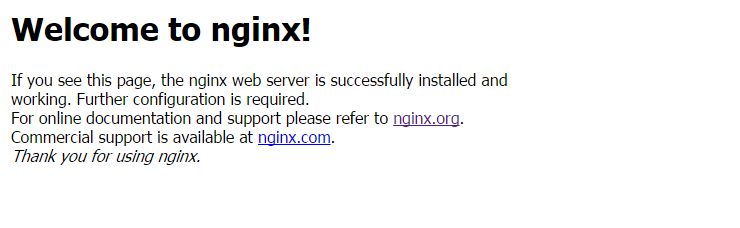 Welcome to nginx!
If you see this page, the nginx web server is successfully installed and
working. Further configuration is required.
For online documentation and support please refer to nginx.org.
Commercial support is available at nginx.com.
Thank you for using nginx.